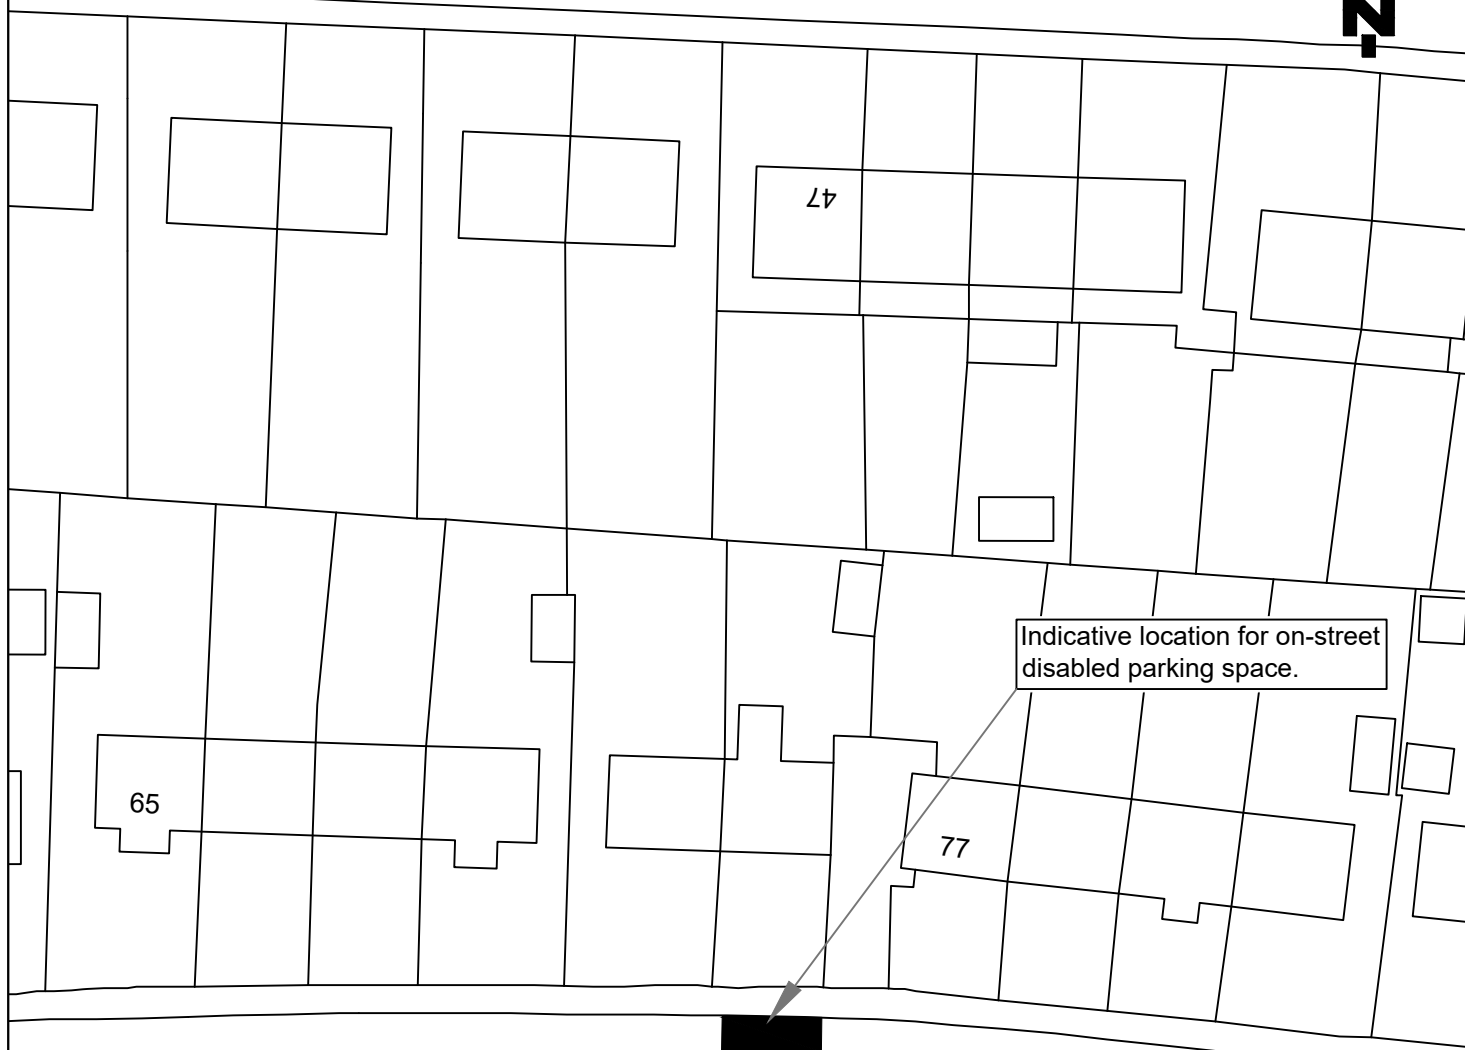 N
47
Indicative location for on-street
disabled parking space.
65
77